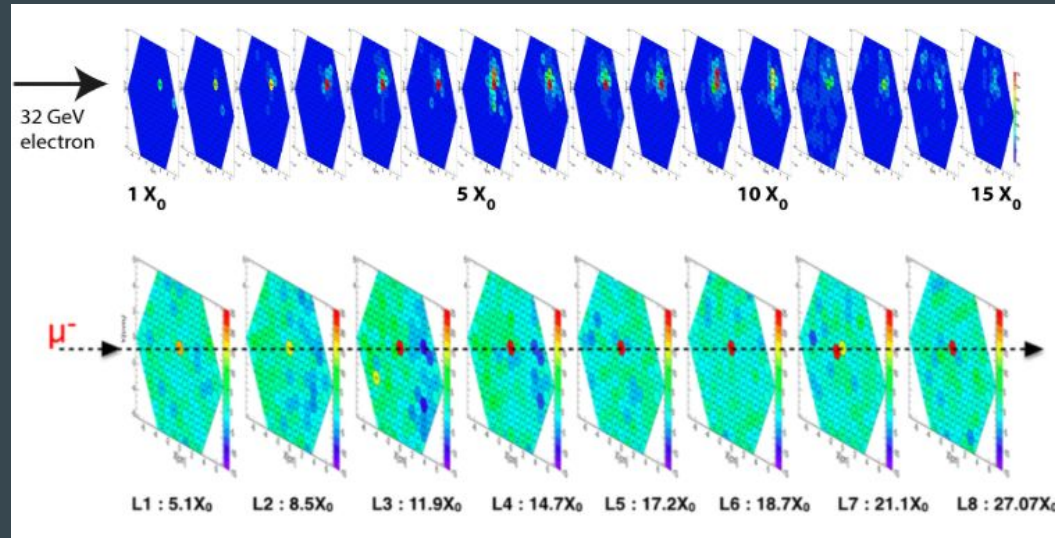 32 GeV
electron
1 X₀ 5 X₀ 10 X₀ 15 X₀
μ⁻
L1 : 5.1X₀ L2 : 8.5X₀ L3 : 11.9X₀ L4 : 14.7X₀ L5 : 17.2X₀ L6 : 18.7X₀ L7 : 21.1X₀ L8 : 27.07X₀